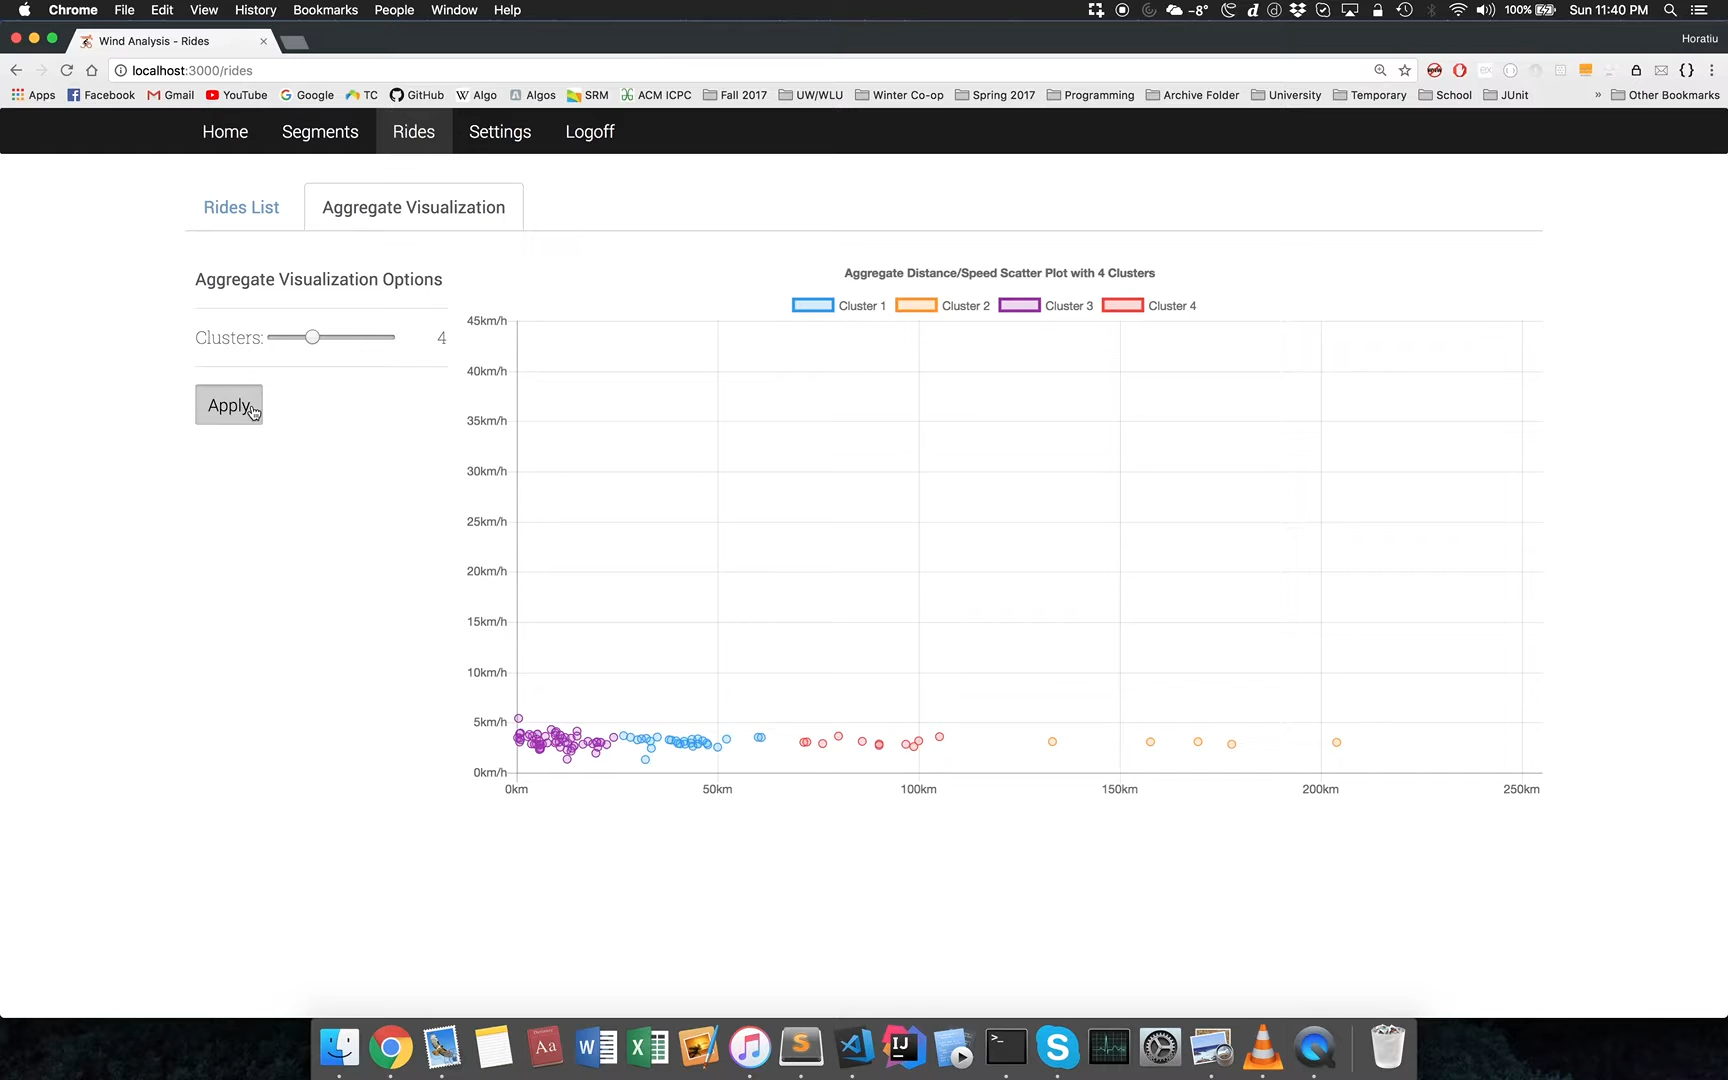 Chrome File Edit View History Bookmarks People Window Help -8° 100% Sun 11:40 PM
Wind Analysis - Rides Horatiu
localhost:3000/rides
Apps Facebook Gmail YouTube Google TC GitHub Algo Algos SRM ACM ICPC Fall 2017 UW/WLU Winter Co-op Spring 2017 Programming Archive Folder University Temporary School JUnit » Other Bookmarks
Home Segments Rides Settings Logoff
Rides List Aggregate Visualization
Aggregate Visualization Options
Clusters: 4
Apply
Aggregate Distance/Speed Scatter Plot with 4 Clusters
Cluster 1 Cluster 2 Cluster 3 Cluster 4
45km/h
40km/h
35km/h
30km/h
25km/h
20km/h
15km/h
10km/h
5km/h
0km/h
0km 50km 100km 150km 200km 250km